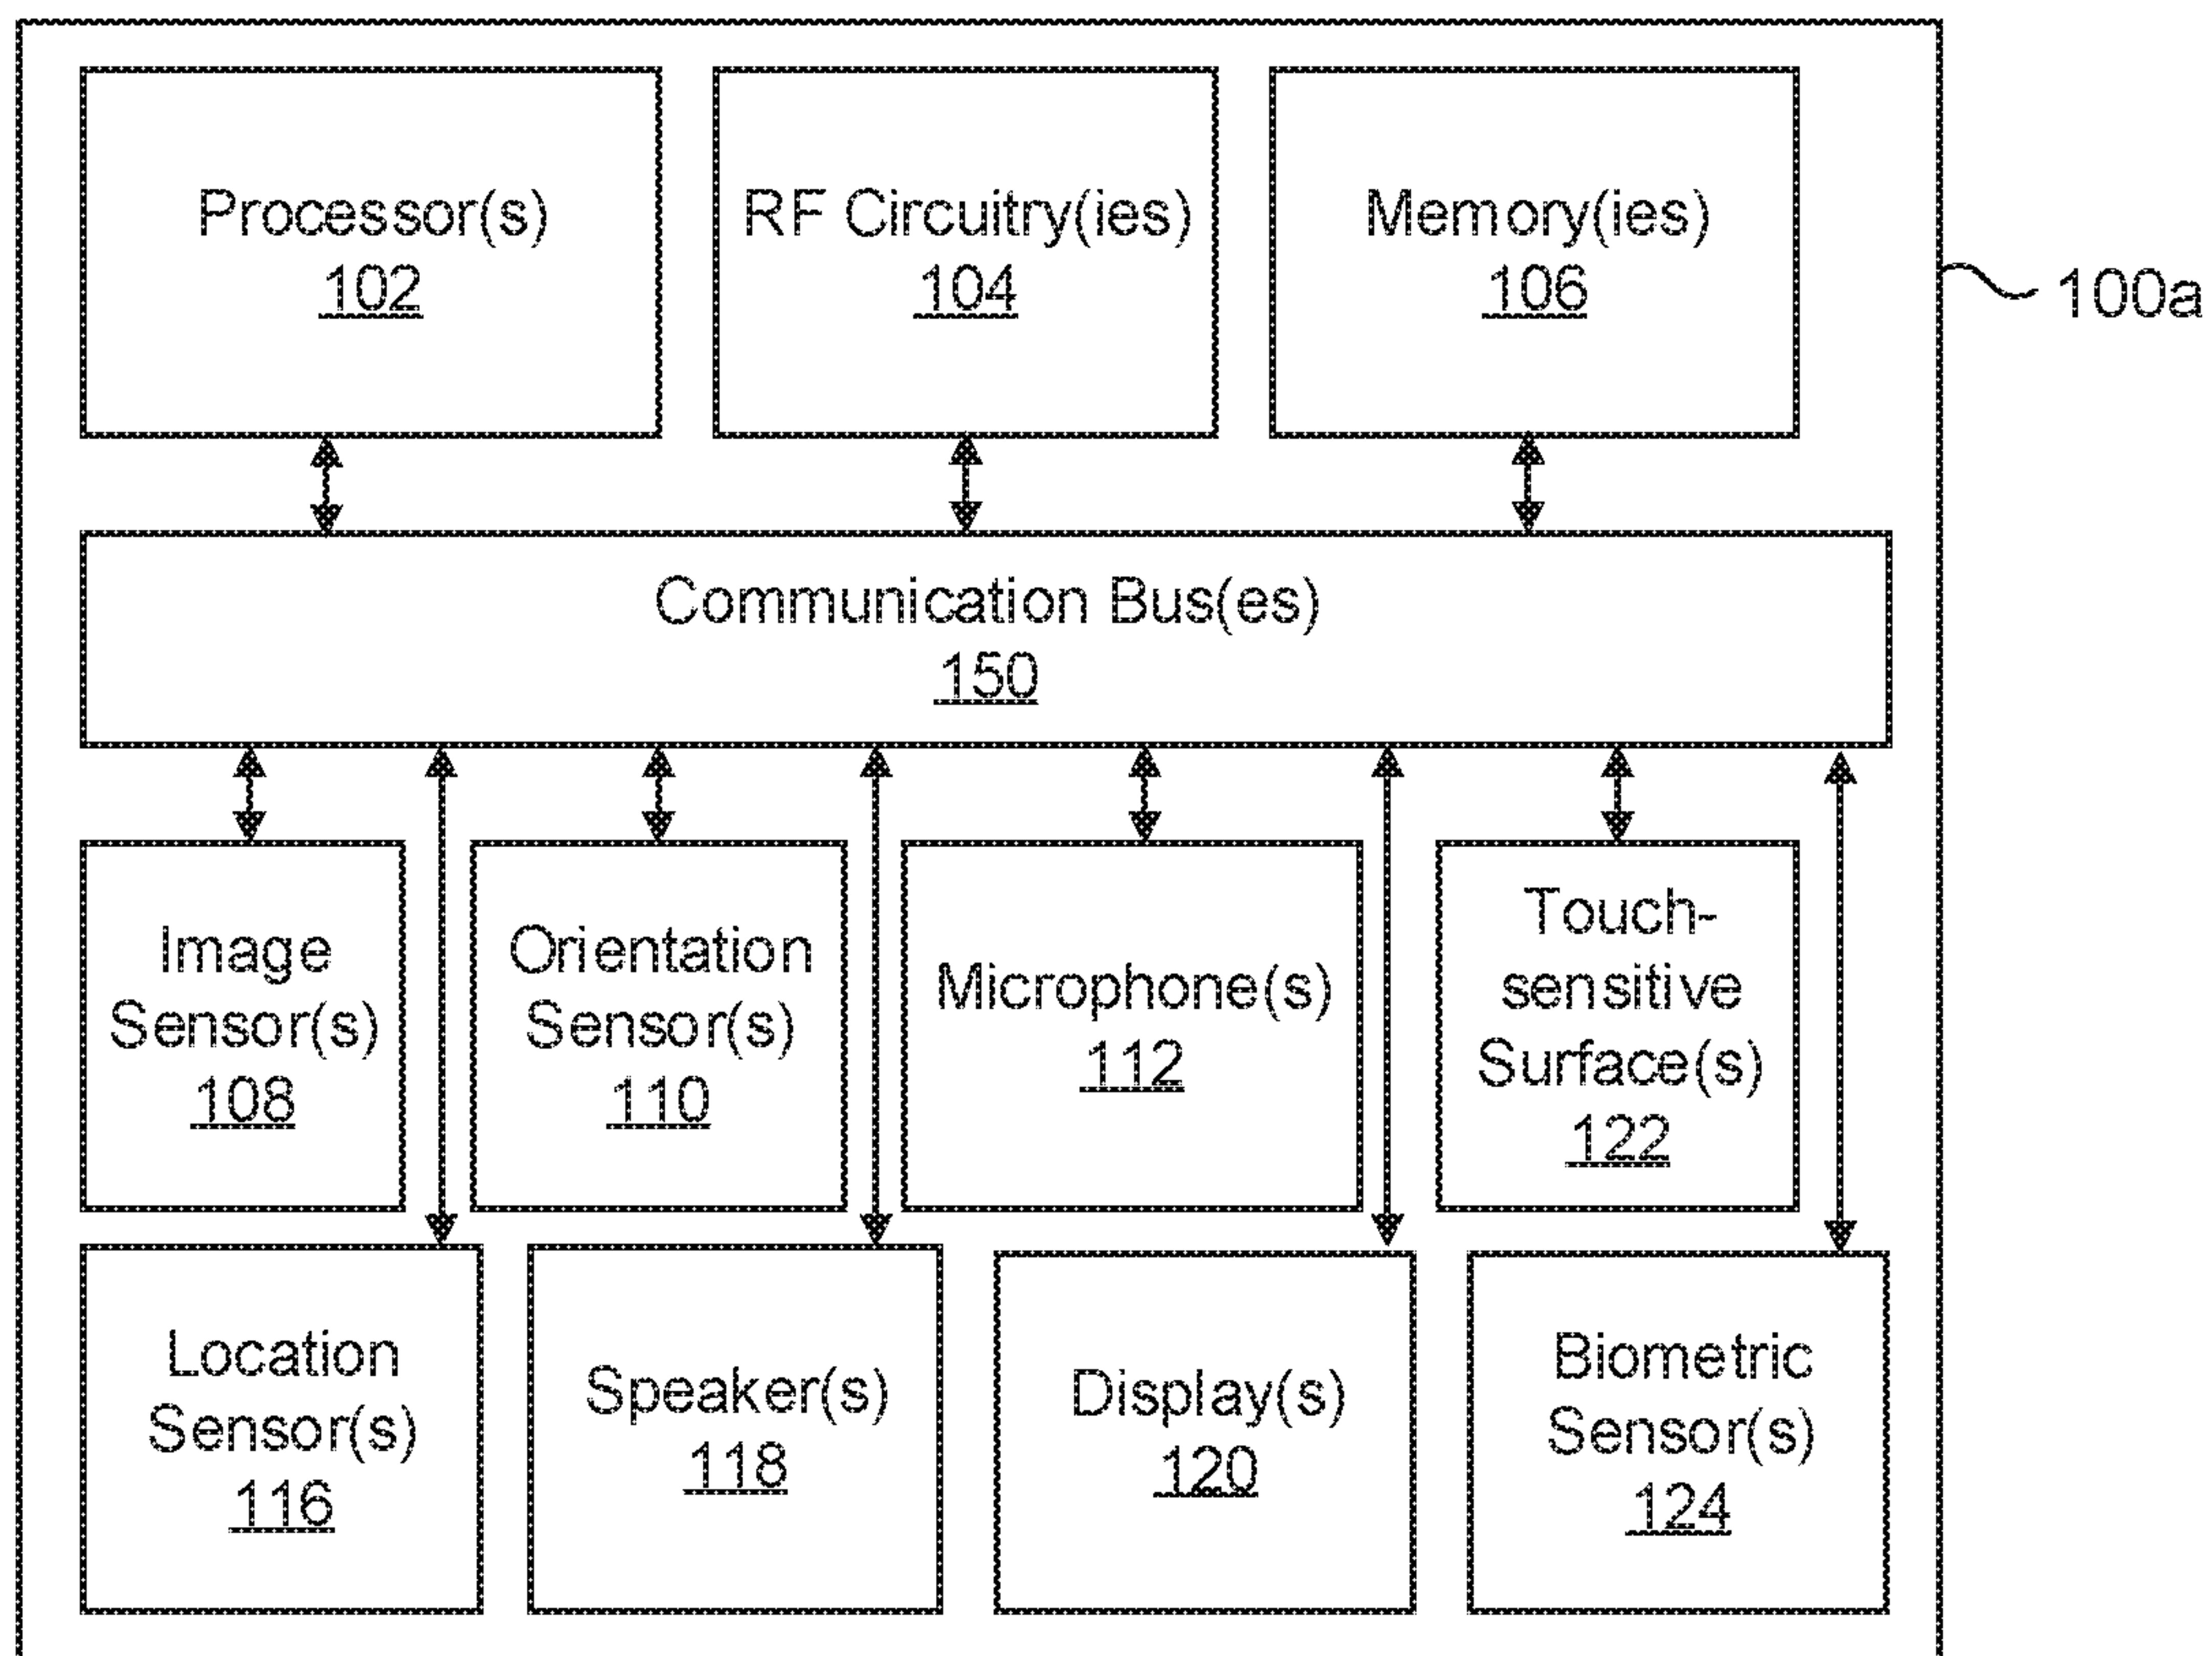 Processor(s)
102
RF Circuitry(ies)
104
Memory(ies)
106
100a
Communication Bus(es)
150
Image
Sensor(s)
108
Orientation
Sensor(s)
110
Microphone(s)
112
Touch-
sensitive
Surface(s)
122
Location
Sensor(s)
116
Speaker(s)
118
Display(s)
120
Biometric
Sensor(s)
124